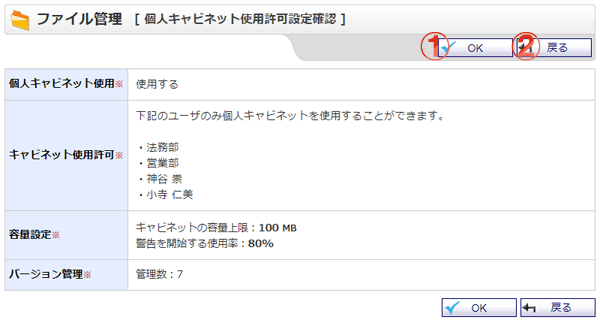 ファイル管理 [ 個人キャビネット使用許可設定確認 ]
① OK ② 戻る
個人キャビネット使用※ 使用する
キャビネット使用許可※ 下記のユーザのみ個人キャビネットを使用することができます。
・法務部
・営業部
・神谷 崇
・小寺 仁美
容量設定※ キャビネットの容量上限:100 MB
警告を開始する使用率:80%
バージョン管理※ 管理数:7
OK 戻る